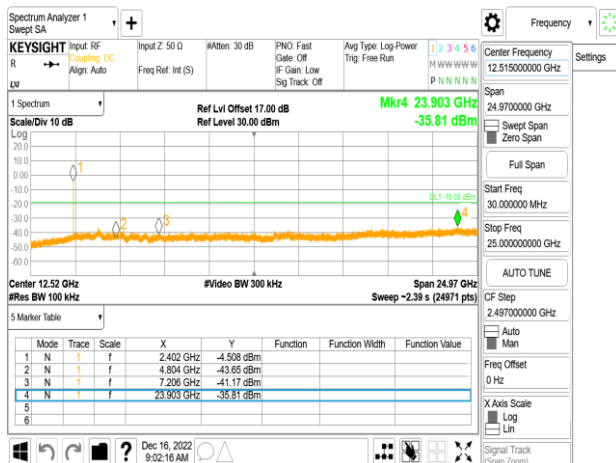 Spectrum Analyzer 1
Swept SA
+
Frequency
Settings
KEYSIGHT
R
LXI
Input: RF
Coupling: DC
Align: Auto
Input Z: 50 Ω
Freq Ref: Int (S)
#Atten: 30 dB
PNO: Fast
Gate: Off
IF Gain: Low
Sig Track: Off
Avg Type: Log-Power
Trig: Free Run
1 2 3 4 5 6
M W W W W W
P N N N N N
1 Spectrum
Scale/Div 10 dB
Ref Lvl Offset 17.00 dB
Ref Level 30.00 dBm
Mkr4 23.903 GHz
-35.81 dBm
Log
20.0
10.0
0.00
-10.0
-20.0
-30.0
-40.0
-50.0
-60.0
1
2
3
4
DL1 -19.09 dBm
Center 12.52 GHz
#Video BW 300 kHz
Span 24.97 GHz
#Res BW 100 kHz
Sweep ~2.39 s (24971 pts)
5 Marker Table
Mode Trace Scale X Y Function Function Width Function Value
1 N 1 f 2.402 GHz -4.508 dBm
2 N 1 f 4.804 GHz -43.65 dBm
3 N 1 f 7.206 GHz -41.17 dBm
4 N 1 f 23.903 GHz -35.81 dBm
5
6
?
Dec 16, 2022
9:02:16 AM
Center Frequency
12.515000000 GHz
Span
24.9700000 GHz
Swept Span
Zero Span
Full Span
Start Freq
30.000000 MHz
Stop Freq
25.000000000 GHz
AUTO TUNE
CF Step
2.497000000 GHz
Auto
Man
Freq Offset
0 Hz
X Axis Scale
Log
Lin
Signal Track
(Span Zoom)